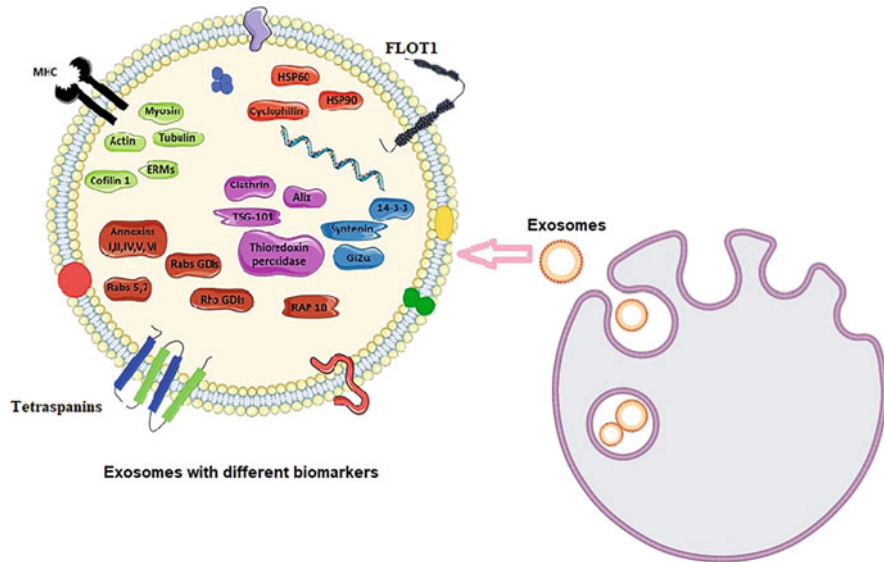 FLOT1
MHC
HSP60
HSP90
Cyclophilin
Myosin
Actin
Tubulin
ERMs
Cofilin 1
Clathrin
Alix
TSG-101
14-3-3
Syntenin
Gi2α
Thioredoxin
peroxidase
Annexins
I,II,IV,V, VI
Rabs GDIs
Rabs 5,7
Rho GDIs
RAP 1B
Exosomes
Tetraspanins
Exosomes with different biomarkers